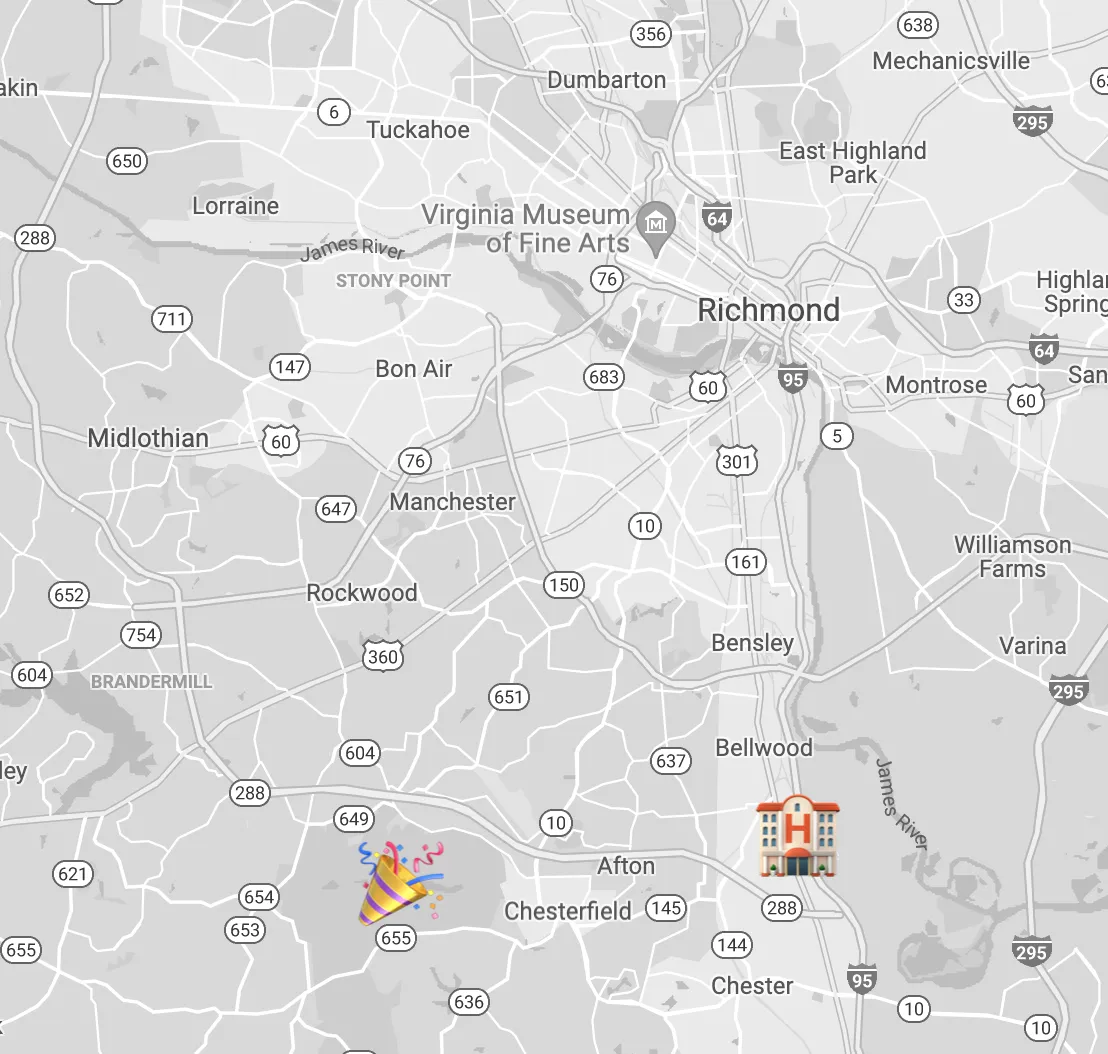 356
638
Mechanicsville
Dumbarton
akin
6
Tuckahoe
295
East Highland
Park
650
Lorraine
Virginia Museum
of Fine Arts
M
64
288
James River
STONY POINT
76
Highlan
Spring
33
Richmond
711
64
147
Bon Air
683
60
95
Montrose
San
60
5
Midlothian
60
76
301
647
Manchester
10
Williamson
Farms
161
652
Rockwood
150
754
Bensley
Varina
360
604
BRANDERMILL
651
295
604
637
Bellwood
ley
James River
288
649
10
H
621
Afton
654
Chesterfield
145
288
653
655
655
144
295
Chester
95
636
10
10